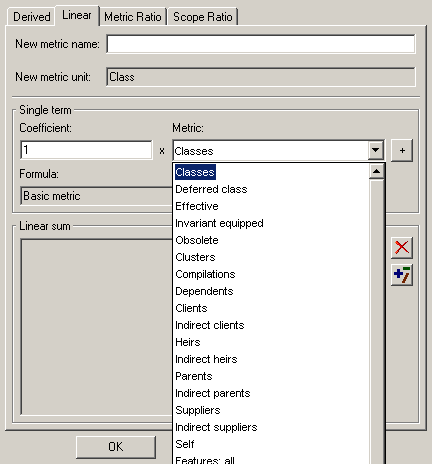 Derived Linear Metric Ratio Scope Ratio
New metric name:
New metric unit: Class
Single term
Coefficient: Metric:
1 x Classes +
Formula:
Basic metric
Linear sum
Classes
Deferred class
Effective
Invariant equipped
Obsolete
Clusters
Compilations
Dependents
Clients
Indirect clients
Heirs
Indirect heirs
Parents
Indirect parents
Suppliers
Indirect suppliers
Self
Features: all
OK